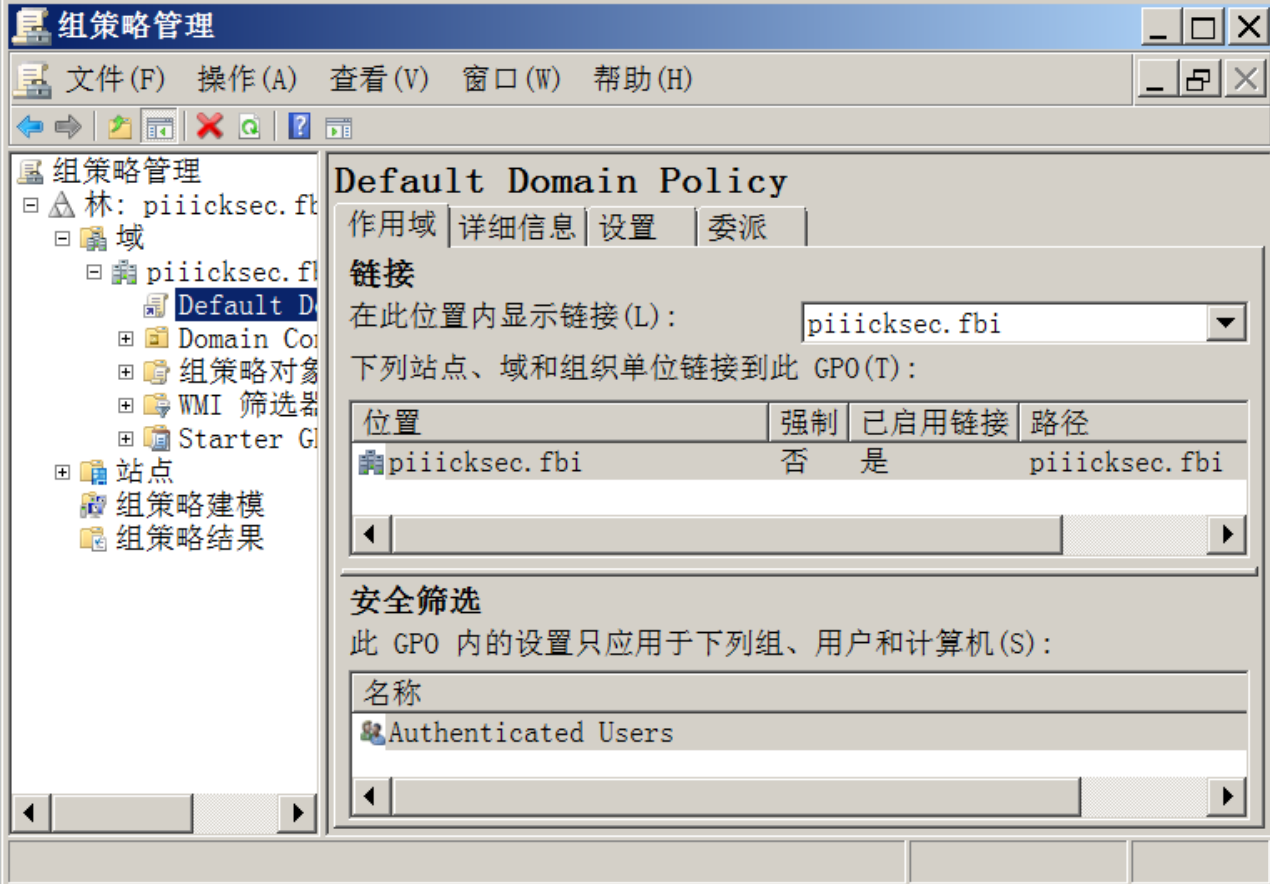 组策略管理
文件(F) 操作(A) 查看(V) 窗口(W) 帮助(H)
组策略管理
林: piiicksec.fb
域
piiicksec.fb
Default Do
Domain Con
组策略对象
WMI 筛选器
Starter GP
站点
组策略建模
组策略结果
Default Domain Policy
作用域 详细信息 设置 委派
链接
在此位置内显示链接(L):
piiicksec.fbi
下列站点、域和组织单位链接到此 GPO(T):
位置 强制 已启用链接 路径
piiicksec.fbi 否 是 piiicksec.fbi
安全筛选
此 GPO 内的设置只应用于下列组、用户和计算机(S):
名称
Authenticated Users